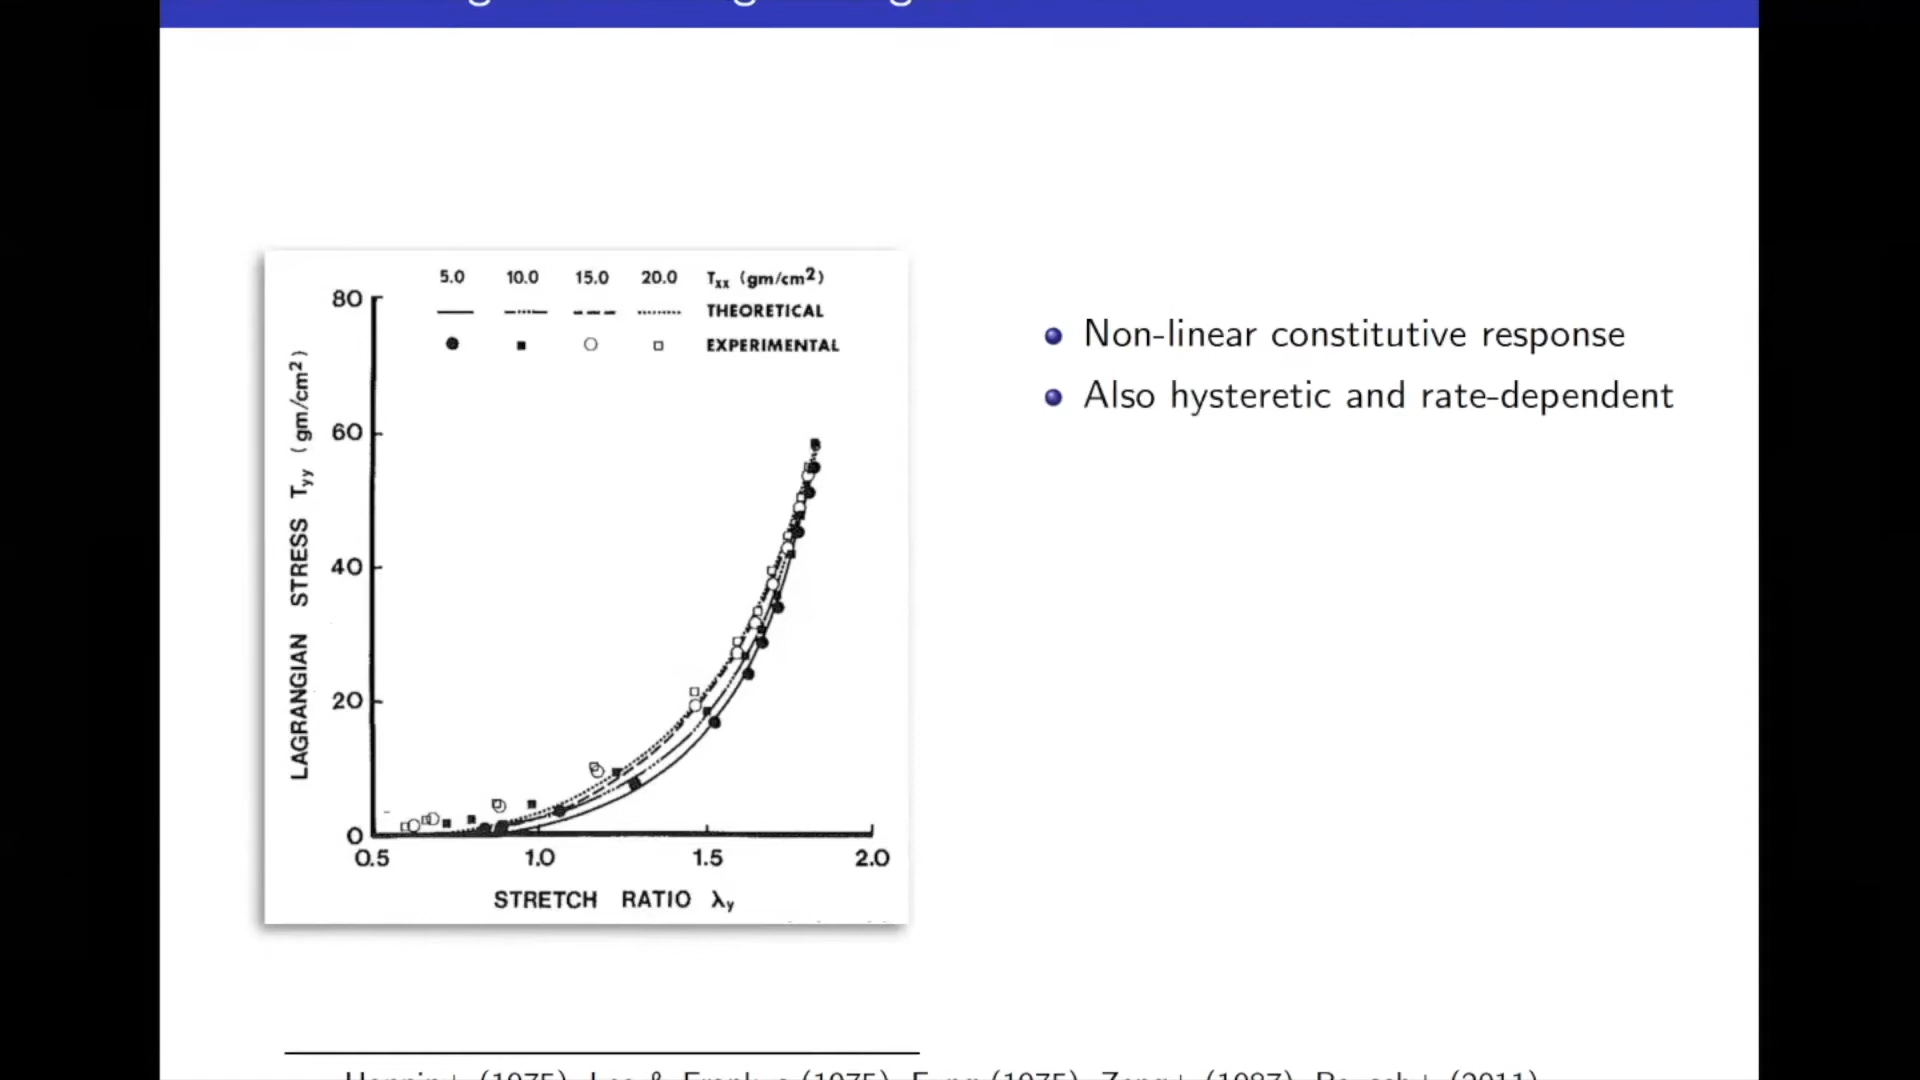 5.0 10.0 15.0 20.0 Txx (gm/cm2)
THEORETICAL
EXPERIMENTAL
80
60
40
20
0
LAGRANGIAN STRESS Tyy (gm/cm2)
0.5 1.0 1.5 2.0
STRETCH RATIO λy
Non-linear constitutive response
Also hysteretic and rate-dependent